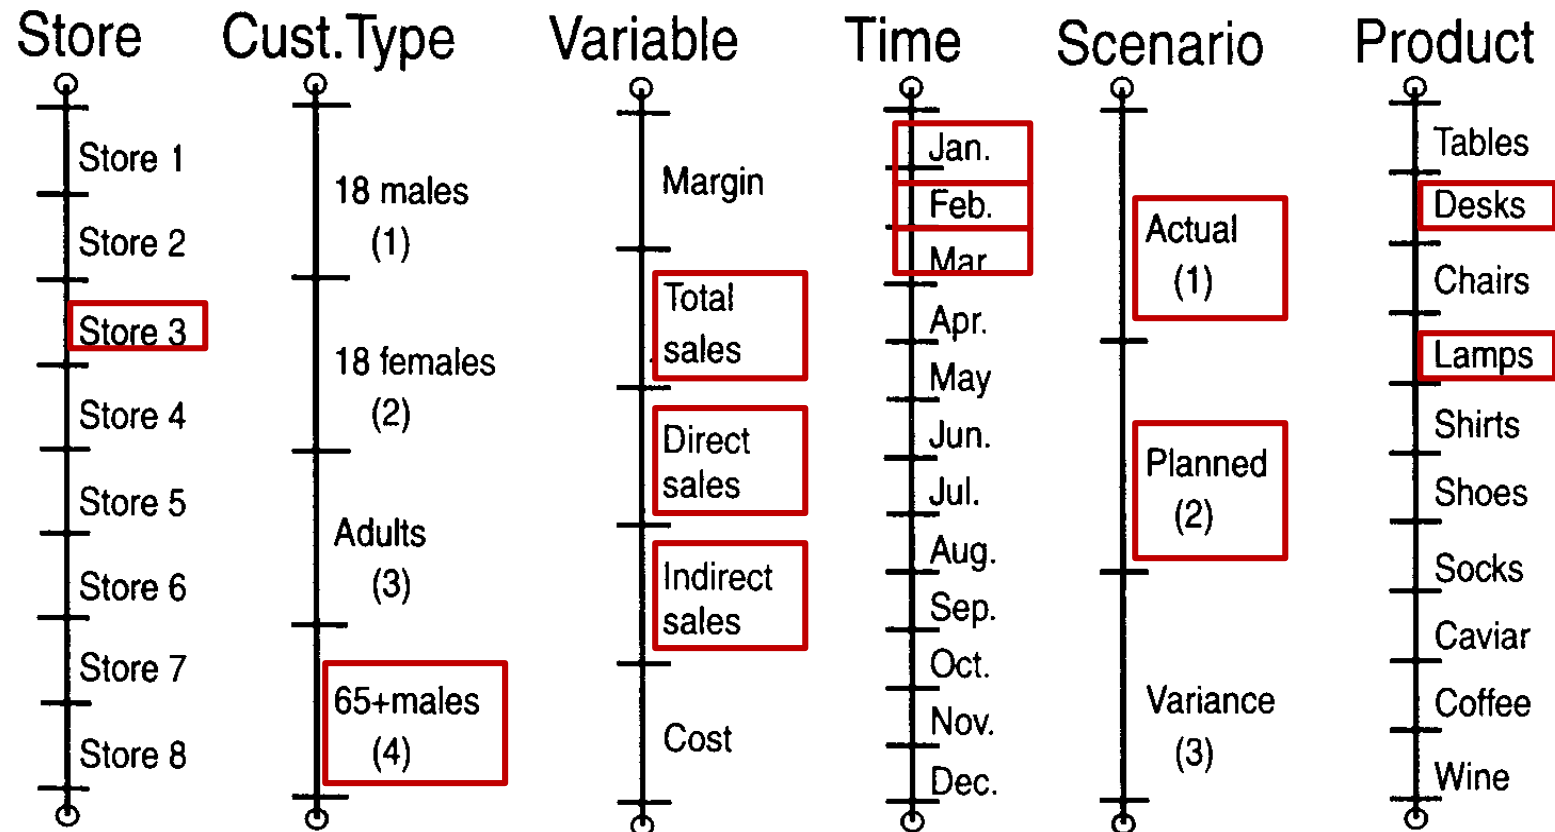 Store
Store 1
Store 2
Store 3
Store 4
Store 5
Store 6
Store 7
Store 8
Cust.Type
18 males
(1)
18 females
(2)
Adults
(3)
65+males
(4)
Variable
Margin
Total
sales
Direct
sales
Indirect
sales
Cost
Time
Jan.
Feb.
Mar
Apr.
May
Jun.
Jul.
Aug.
Sep.
Oct.
Nov.
Dec.
Scenario
Actual
(1)
Planned
(2)
Variance
(3)
Product
Tables
Desks
Chairs
Lamps
Shirts
Shoes
Socks
Caviar
Coffee
Wine